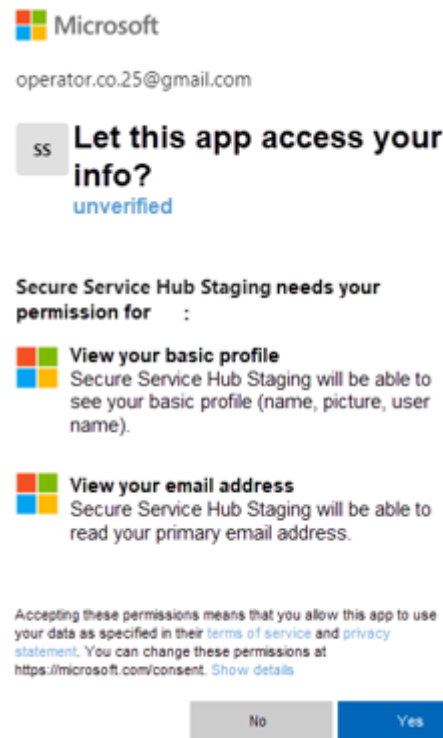 Microsoft
operator.co.25@gmail.com
SS
Let this app access your
info?
unverified
Secure Service Hub Staging needs your
permission for :
View your basic profile
Secure Service Hub Staging will be able to
see your basic profile (name, picture, user
name).
View your email address
Secure Service Hub Staging will be able to
read your primary email address.
Accepting these permissions means that you allow this app to use
your data as specified in their terms of service and privacy
statement. You can change these permissions at
https://microsoft.com/consent. Show details
No
Yes